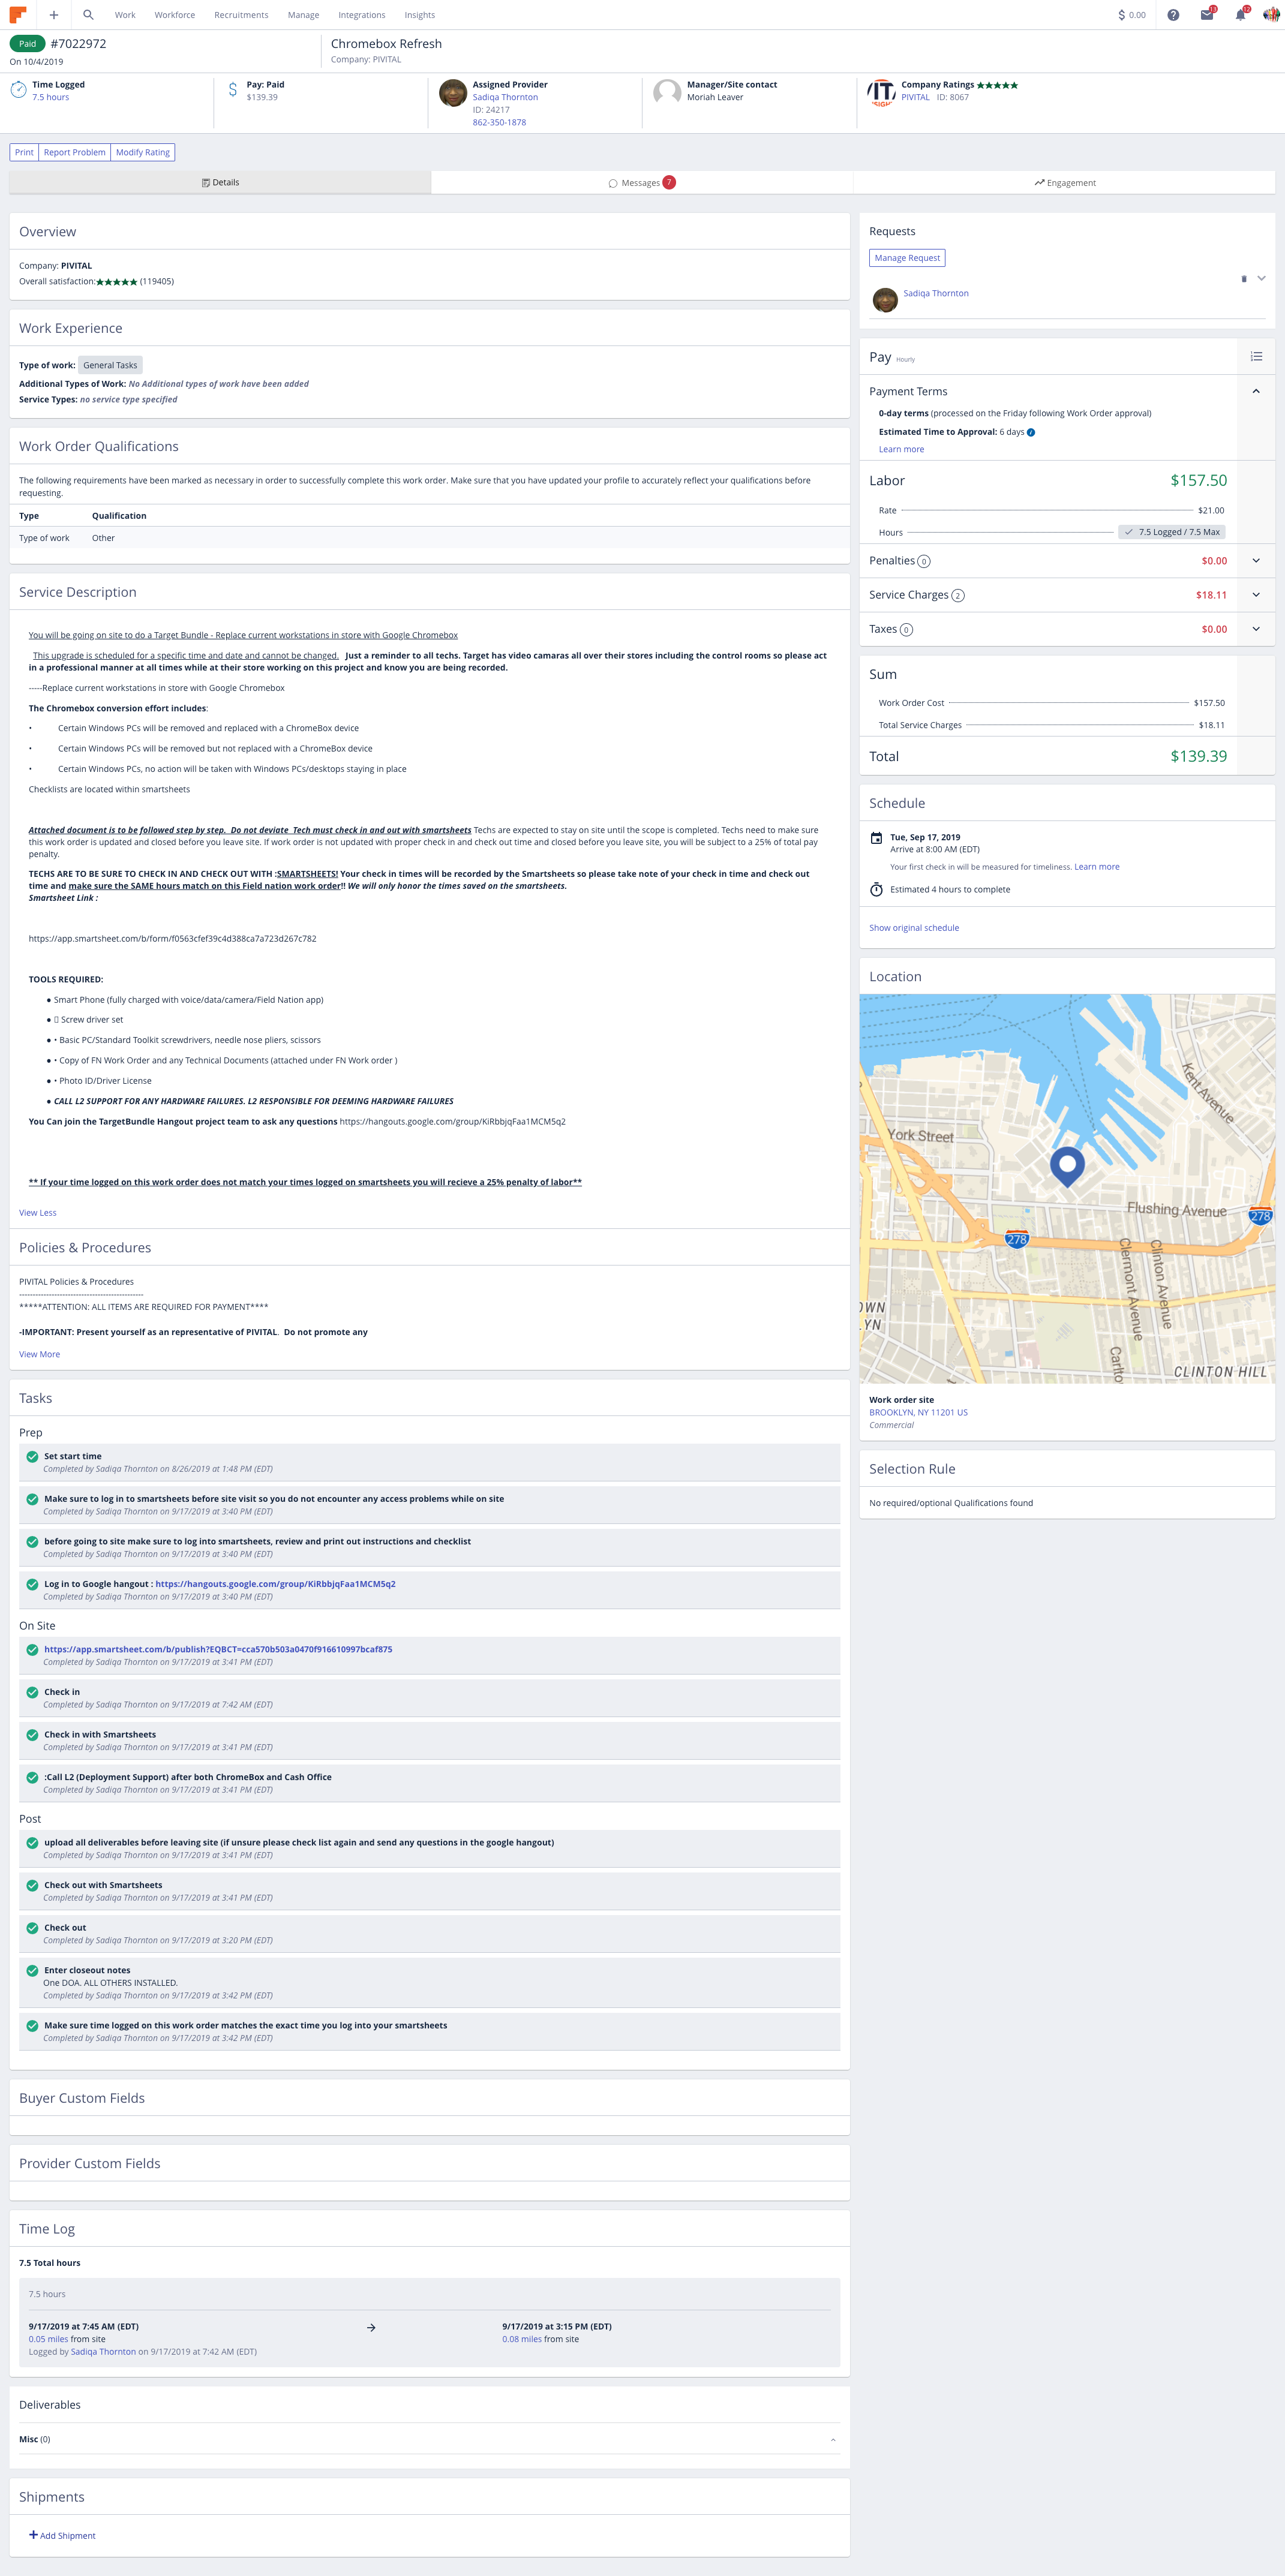 Work Workforce Recruitments Manage Integrations Insights $ 0.00 13 12
Paid #7022972
On 10/4/2019
Chromebox Refresh
Company: PIVITAL
Time Logged
7.5 hours
Pay: Paid
$139.39
Assigned Provider
Sadiqa Thornton
ID: 24217
862-350-1878
Manager/Site contact
Moriah Leaver
Company Ratings ★★★★★
PIVITAL ID: 8067
Print Report Problem Modify Rating
Details Messages 7 Engagement
Overview
Company: PIVITAL
Overall satisfaction:★★★★★ (119405)
Work Experience
Type of work: General Tasks
Additional Types of Work: No Additional types of work have been added
Service Types: no service type specified
Work Order Qualifications
The following requirements have been marked as necessary in order to successfully complete this work order. Make sure that you have updated your profile to accurately reflect your qualifications before
requesting.
Type Qualification
Type of work Other
Service Description
You will be going on site to do a Target Bundle - Replace current workstations in store with Google Chromebox
This upgrade is scheduled for a specific time and date and cannot be changed. Just a reminder to all techs. Target has video camaras all over their stores including the control rooms so please act
in a professional manner at all times while at their store working on this project and know you are being recorded.
-----Replace current workstations in store with Google Chromebox
The Chromebox conversion effort includes:
• Certain Windows PCs will be removed and replaced with a ChromeBox device
• Certain Windows PCs will be removed but not replaced with a ChromeBox device
• Certain Windows PCs, no action will be taken with Windows PCs/desktops staying in place
Checklists are located within smartsheets
Attached document is to be followed step by step. Do not deviate Tech must check in and out with smartsheets Techs are expected to stay on site until the scope is completed. Techs need to make sure
this work order is updated and closed before you leave site. If work order is not updated with proper check in and check out time and closed before you leave site, you will be subject to a 25% of total pay
penalty.
TECHS ARE TO BE SURE TO CHECK IN AND CHECK OUT WITH :SMARTSHEETS! Your check in times will be recorded by the Smartsheets so please take note of your check in time and check out
time and make sure the SAME hours match on this Field nation work order!! We will only honor the times saved on the smartsheets.
Smartsheet Link :
https://app.smartsheet.com/b/form/f0563cfef39c4d388ca7a723d267c782
TOOLS REQUIRED:
● Smart Phone (fully charged with voice/data/camera/Field Nation app)
● ▯ Screw driver set
● • Basic PC/Standard Toolkit screwdrivers, needle nose pliers, scissors
● • Copy of FN Work Order and any Technical Documents (attached under FN Work order )
● • Photo ID/Driver License
● CALL L2 SUPPORT FOR ANY HARDWARE FAILURES. L2 RESPONSIBLE FOR DEEMING HARDWARE FAILURES
You Can join the TargetBundle Hangout project team to ask any questions https://hangouts.google.com/group/KiRbbjqFaa1MCM5q2
** If your time logged on this work order does not match your times logged on smartsheets you will recieve a 25% penalty of labor**
View Less
Policies & Procedures
PIVITAL Policies & Procedures
----------------------------------------------
*****ATTENTION: ALL ITEMS ARE REQUIRED FOR PAYMENT****
-IMPORTANT: Present yourself as an representative of PIVITAL. Do not promote any
View More
Tasks
Prep
Set start time
Completed by Sadiqa Thornton on 8/26/2019 at 1:48 PM (EDT)
Make sure to log in to smartsheets before site visit so you do not encounter any access problems while on site
Completed by Sadiqa Thornton on 9/17/2019 at 3:40 PM (EDT)
before going to site make sure to log into smartsheets, review and print out instructions and checklist
Completed by Sadiqa Thornton on 9/17/2019 at 3:40 PM (EDT)
Log in to Google hangout : https://hangouts.google.com/group/KiRbbjqFaa1MCM5q2
Completed by Sadiqa Thornton on 9/17/2019 at 3:40 PM (EDT)
On Site
https://app.smartsheet.com/b/publish?EQBCT=cca570b503a0470f916610997bcaf875
Completed by Sadiqa Thornton on 9/17/2019 at 3:41 PM (EDT)
Check in
Completed by Sadiqa Thornton on 9/17/2019 at 7:42 AM (EDT)
Check in with Smartsheets
Completed by Sadiqa Thornton on 9/17/2019 at 3:41 PM (EDT)
:Call L2 (Deployment Support) after both ChromeBox and Cash Office
Completed by Sadiqa Thornton on 9/17/2019 at 3:41 PM (EDT)
Post
upload all deliverables before leaving site (if unsure please check list again and send any questions in the google hangout)
Completed by Sadiqa Thornton on 9/17/2019 at 3:41 PM (EDT)
Check out with Smartsheets
Completed by Sadiqa Thornton on 9/17/2019 at 3:41 PM (EDT)
Check out
Completed by Sadiqa Thornton on 9/17/2019 at 3:20 PM (EDT)
Enter closeout notes
One DOA. ALL OTHERS INSTALLED.
Completed by Sadiqa Thornton on 9/17/2019 at 3:42 PM (EDT)
Make sure time logged on this work order matches the exact time you log into your smartsheets
Completed by Sadiqa Thornton on 9/17/2019 at 3:42 PM (EDT)
Buyer Custom Fields
Provider Custom Fields
Time Log
7.5 Total hours
7.5 hours
9/17/2019 at 7:45 AM (EDT) → 9/17/2019 at 3:15 PM (EDT)
0.05 miles from site 0.08 miles from site
Logged by Sadiqa Thornton on 9/17/2019 at 7:42 AM (EDT)
Deliverables
Misc (0)
Shipments
+ Add Shipment
Requests
Manage Request
Sadiqa Thornton
Pay Hourly
Payment Terms
0-day terms (processed on the Friday following Work Order approval)
Estimated Time to Approval: 6 days
Learn more
Labor $157.50
Rate $21.00
Hours 7.5 Logged / 7.5 Max
Penalties 0 $0.00
Service Charges 2 $18.11
Taxes 0 $0.00
Sum
Work Order Cost $157.50
Total Service Charges $18.11
Total $139.39
Schedule
Tue, Sep 17, 2019
Arrive at 8:00 AM (EDT)
Your first check in will be measured for timeliness. Learn more
Estimated 4 hours to complete
Show original schedule
Location
Kent Avenue
York Street
Flushing Avenue
278
278
Clermont Avenue
Clinton Avenue
OWN
LYN
Carlto
CLINTON HILL
Work order site
BROOKLYN, NY 11201 US
Commercial
Selection Rule
No required/optional Qualifications found